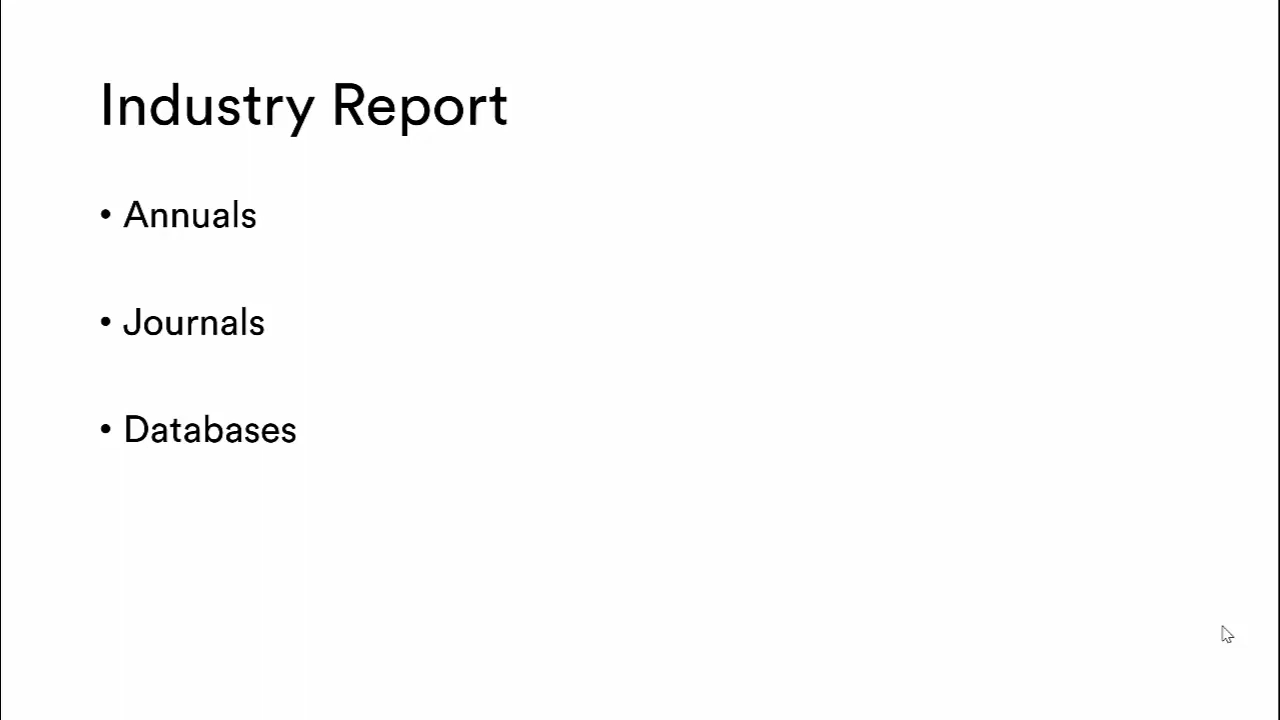 Industry Report
• Annuals
• Journals
• Databases